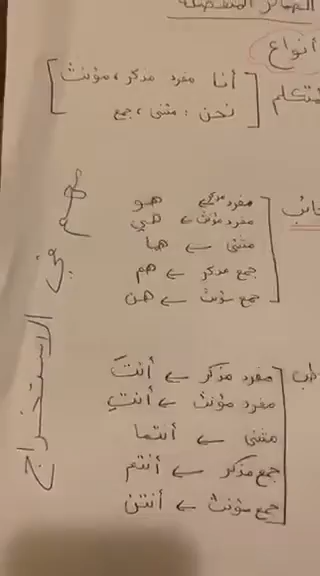 الضمائر المنفصلة
أنواع
متكلم
أنا مفرد مذكر، مؤنث
نحن : مثنى، جمع
مفرد مذكر ← هو
مفرد مؤنث ← هي
مثنى ← هما
جمع مذكر ← هم
جمع مؤنث ← هن
مفرد مذكر ← أنتَ
مفرد مؤنث ← أنتِ
مثنى ← أنتما
جمع مذكر ← أنتم
جمع مؤنث ← أنتن
في الاستخراج